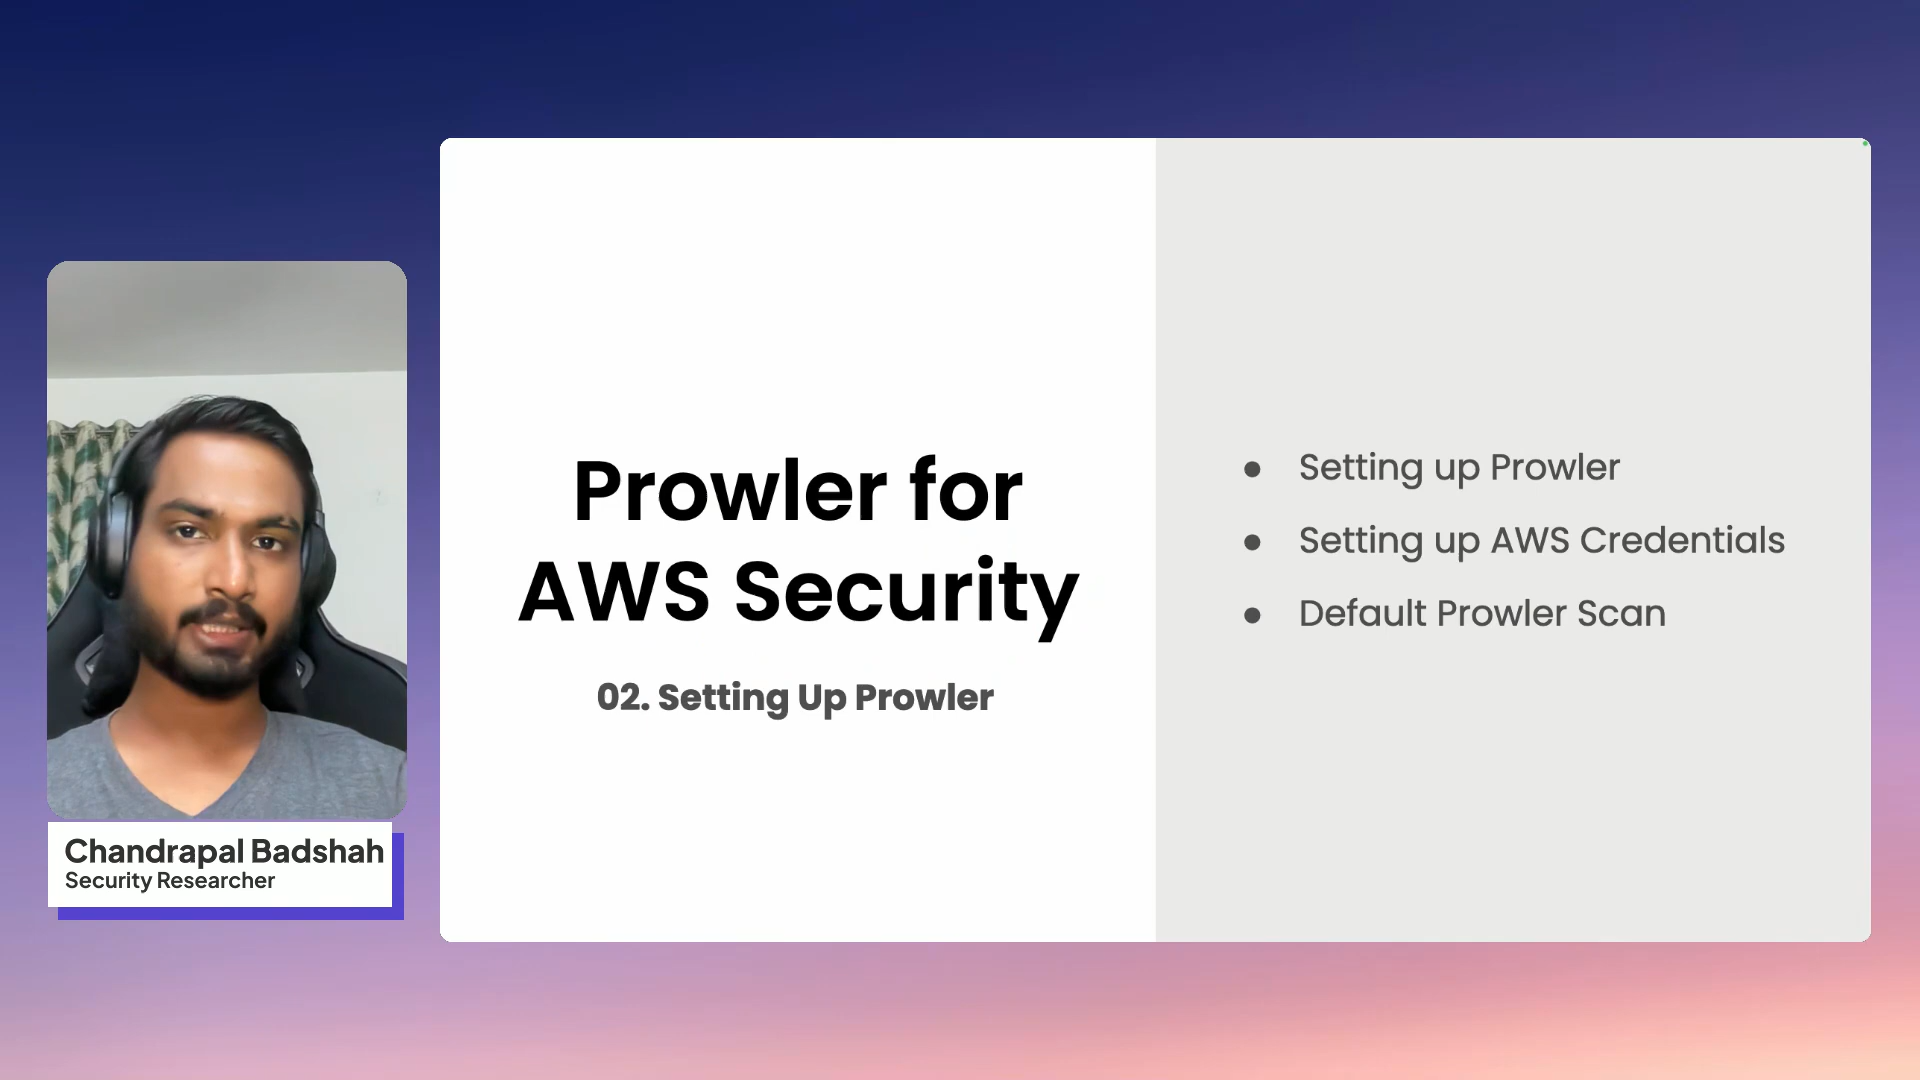 Prowler for
AWS Security
02. Setting Up Prowler
Setting up Prowler
Setting up AWS Credentials
Default Prowler Scan
Chandrapal Badshah
Security Researcher